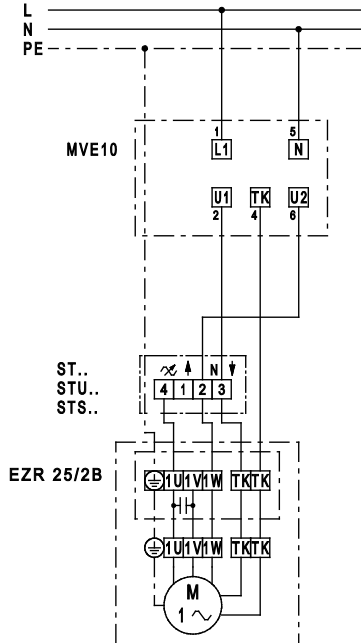 L
N
PE
1 5
MVE10 L1 N
U1 TK U2
2 4 6
ST..
STU..
STS..
N
4 1 2 3
EZR 25/2B
1U 1V 1W TK TK
1U 1V 1W TK TK
M
1